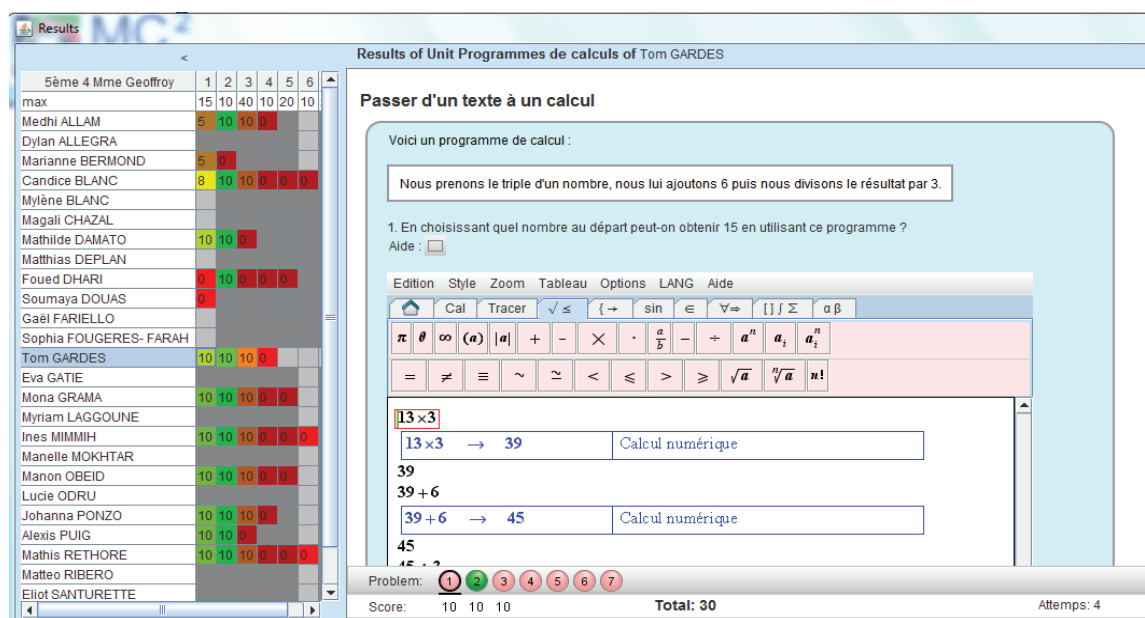 Results
MC²
<
Results of Unit Programmes de calculs of Tom GARDES
5ème 4 Mme Geoffroy 1 2 3 4 5 6
max 15 10 40 10 20 10
Medhi ALLAM 5 10 10 0
Dylan ALLEGRA
Marianne BERMOND 5 0
Candice BLANC 8 10 10 0 0 0
Mylène BLANC
Magali CHAZAL
Mathilde DAMATO 10 10 0
Matthias DEPLAN
Foued DHARI 0 10 0 0 0
Soumaya DOUAS 0
Gaël FARIELLO
Sophia FOUGERES- FARAH
Tom GARDES 10 10 10 0
Eva GATIE
Mona GRAMA 10 10 10 0 0
Myriam LAGGOUNE
Ines MIMMIH 10 10 10 0 0 0
Manelle MOKHTAR
Manon OBEID 10 10 10 0 0
Lucie ODRU
Johanna PONZO 10 10 10 0
Alexis PUIG 10 10 0
Mathis RETHORE 10 10 10 0 0 0
Matteo RIBERO
Eliot SANTURETTE
Passer d'un texte à un calcul
Voici un programme de calcul :
Nous prenons le triple d'un nombre, nous lui ajoutons 6 puis nous divisons le résultat par 3.
1. En choisissant quel nombre au départ peut-on obtenir 15 en utilisant ce programme ?
Aide :
Edition Style Zoom Tableau Options LANG Aide
Cal Tracer √ ≤ { → sin ∈ ∀⇒ [] ∫ Σ α β
π θ ∞ (a) |a| + − × · a/b − ÷ aⁿ aᵢ aᵢⁿ
= ≠ ≡ ~ ≃ < ⩽ > ⩾ √a ⁿ√a n!
13×3
13×3 → 39 Calcul numérique
39
39+6
39+6 → 45 Calcul numérique
45
Problem: 1 2 3 4 5 6 7
Score: 10 10 10 Total: 30 Attemps: 4